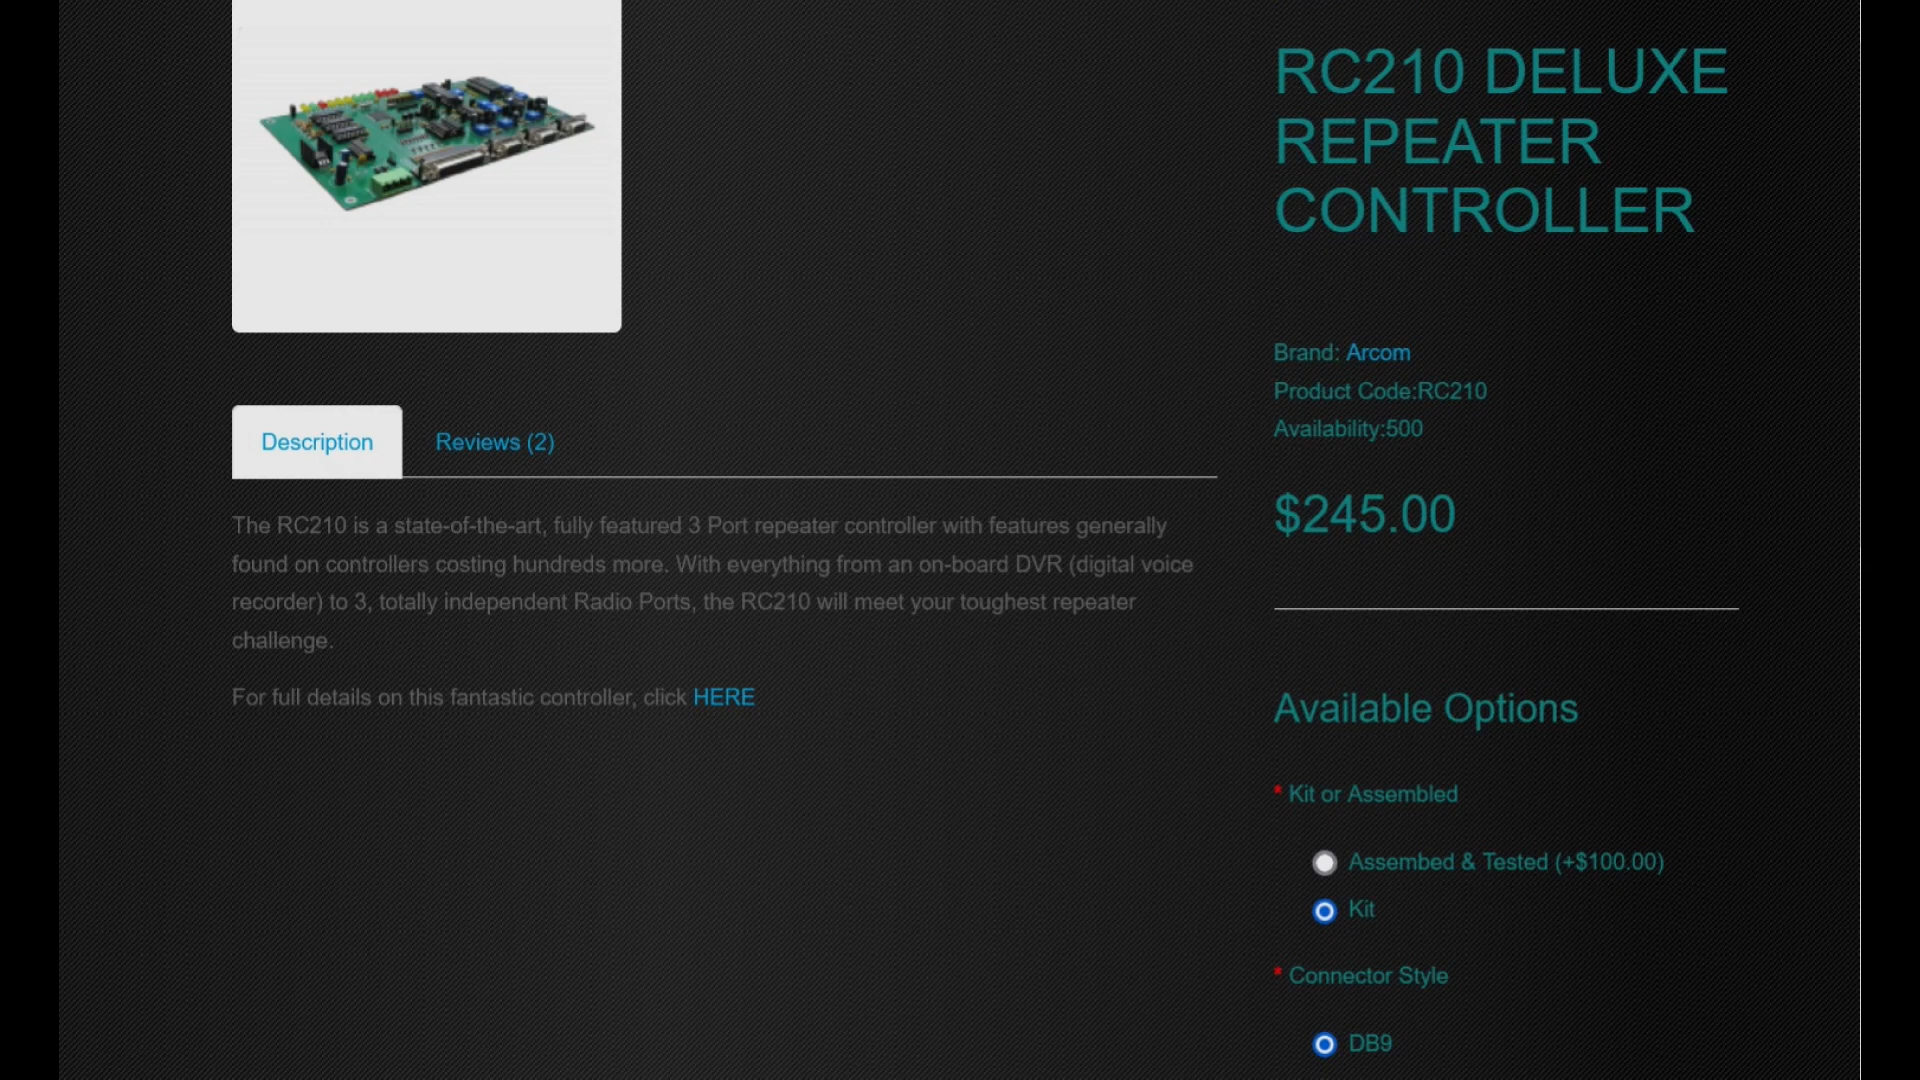 RC210 DELUXE
REPEATER
CONTROLLER
Brand: Arcom
Product Code:RC210
Availability:500
$245.00
Description
Reviews (2)
The RC210 is a state-of-the-art, fully featured 3 Port repeater controller with features generally
found on controllers costing hundreds more. With everything from an on-board DVR (digital voice
recorder) to 3, totally independent Radio Ports, the RC210 will meet your toughest repeater
challenge.
For full details on this fantastic controller, click HERE
Available Options
* Kit or Assembled
Assembed & Tested (+$100.00)
Kit
* Connector Style
DB9